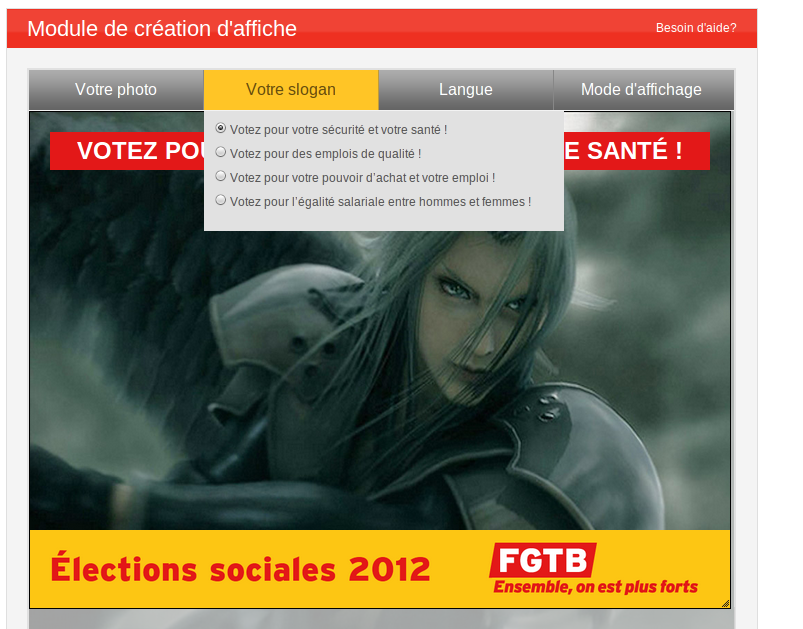 Module de création d'affiche
Besoin d'aide?
Votre photo
Votre slogan
Langue
Mode d'affichage
VOTEZ POU
E SANTÉ !
Votez pour votre sécurité et votre santé !
Votez pour des emplois de qualité !
Votez pour votre pouvoir d’achat et votre emploi !
Votez pour l’égalité salariale entre hommes et femmes !
Élections sociales 2012
FGTB
Ensemble, on est plus forts